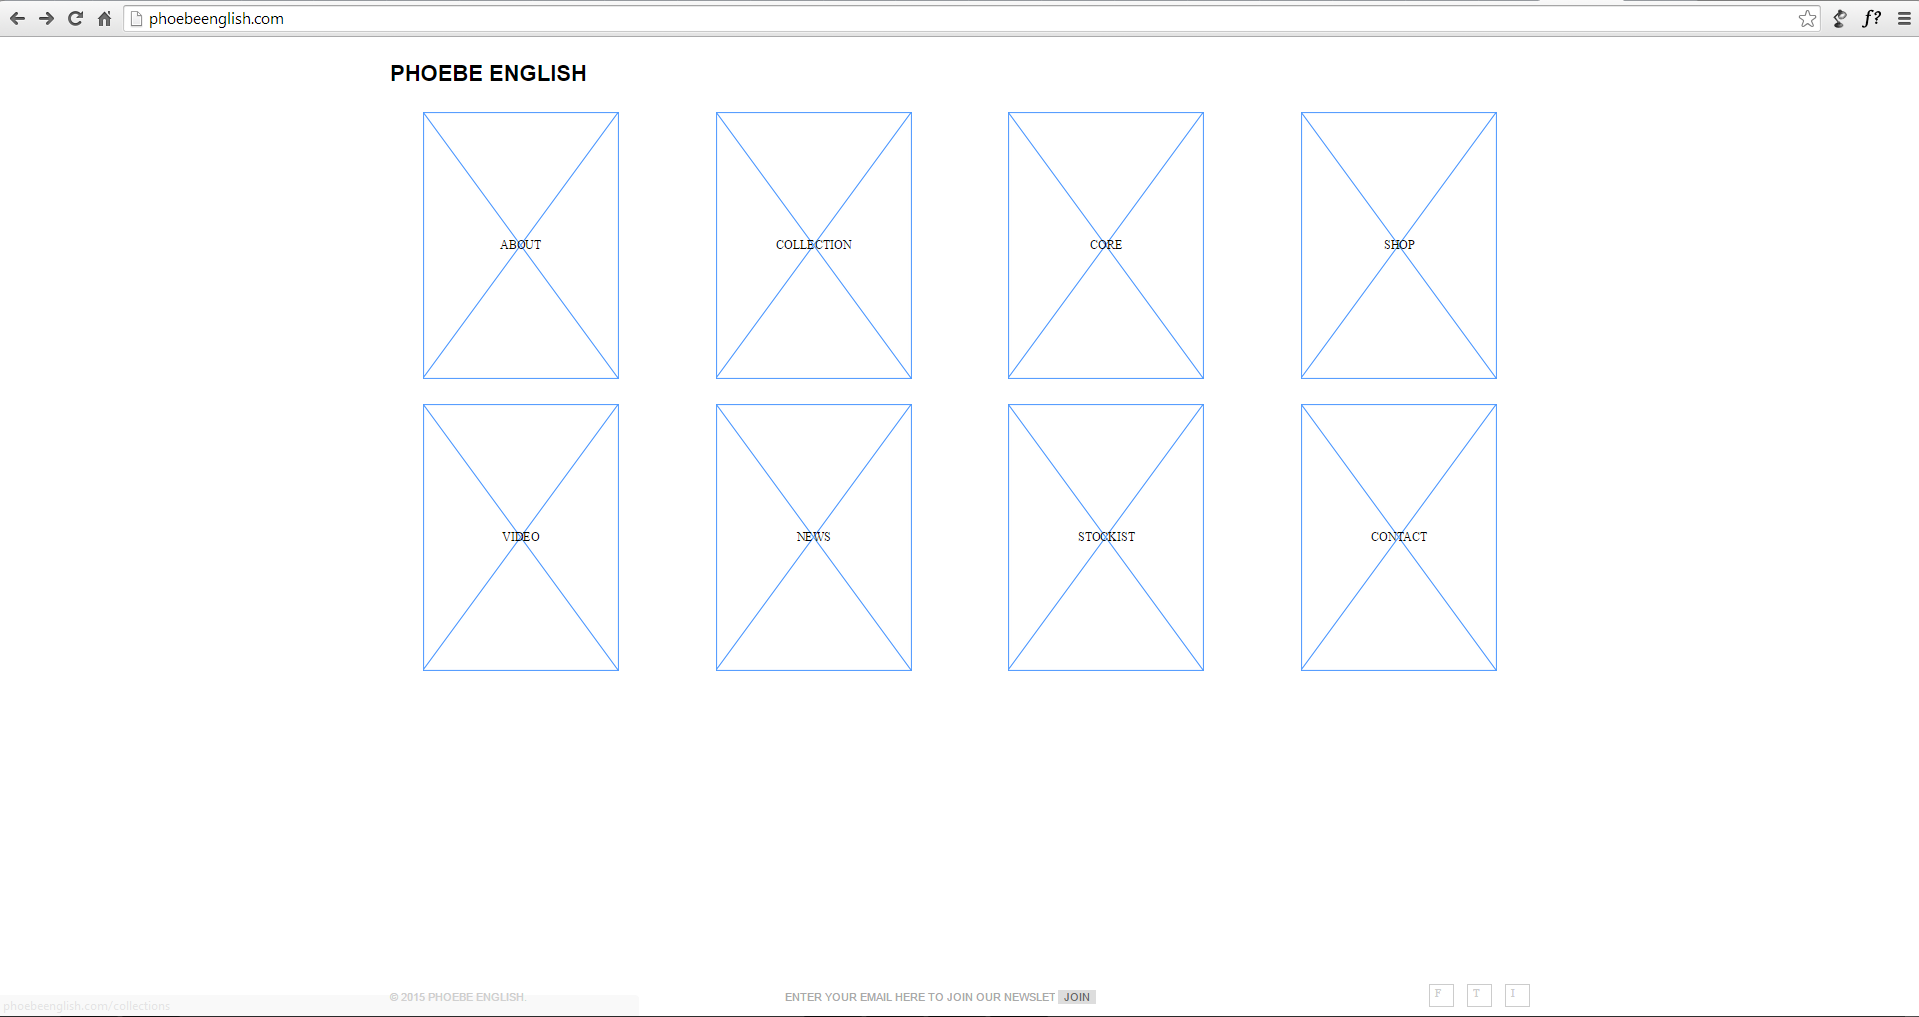 phoebeenglish.com
f?
PHOEBE ENGLISH
ABOUT COLLECTION CORE SHOP
VIDEO NEWS STOCKIST CONTACT
© 2015 PHOEBE ENGLISH. ENTER YOUR EMAIL HERE TO JOIN OUR NEWSLET JOIN F T I
phoebeenglish.com/collections